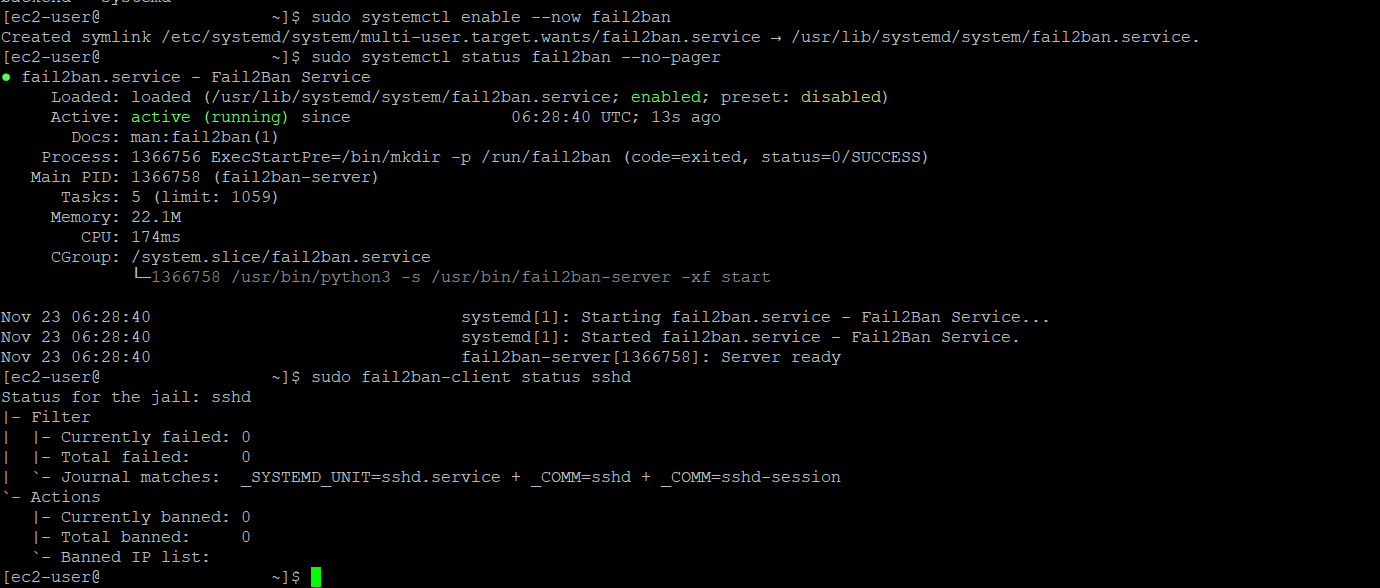 backend = systemd
[ec2-user@ ~]$ sudo systemctl enable --now fail2ban
Created symlink /etc/systemd/system/multi-user.target.wants/fail2ban.service → /usr/lib/systemd/system/fail2ban.service.
[ec2-user@ ~]$ sudo systemctl status fail2ban --no-pager
● fail2ban.service - Fail2Ban Service
Loaded: loaded (/usr/lib/systemd/system/fail2ban.service; enabled; preset: disabled)
Active: active (running) since 06:28:40 UTC; 13s ago
Docs: man:fail2ban(1)
Process: 1366756 ExecStartPre=/bin/mkdir -p /run/fail2ban (code=exited, status=0/SUCCESS)
Main PID: 1366758 (fail2ban-server)
Tasks: 5 (limit: 1059)
Memory: 22.1M
CPU: 174ms
CGroup: /system.slice/fail2ban.service
└─1366758 /usr/bin/python3 -s /usr/bin/fail2ban-server -xf start
Nov 23 06:28:40 systemd[1]: Starting fail2ban.service - Fail2Ban Service...
Nov 23 06:28:40 systemd[1]: Started fail2ban.service - Fail2Ban Service.
Nov 23 06:28:40 fail2ban-server[1366758]: Server ready
[ec2-user@ ~]$ sudo fail2ban-client status sshd
Status for the jail: sshd
|- Filter
|  |- Currently failed: 0
|  |- Total failed: 0
|  `- Journal matches: _SYSTEMD_UNIT=sshd.service + _COMM=sshd + _COMM=sshd-session
`- Actions
|- Currently banned: 0
|- Total banned: 0
`- Banned IP list:
[ec2-user@ ~]$